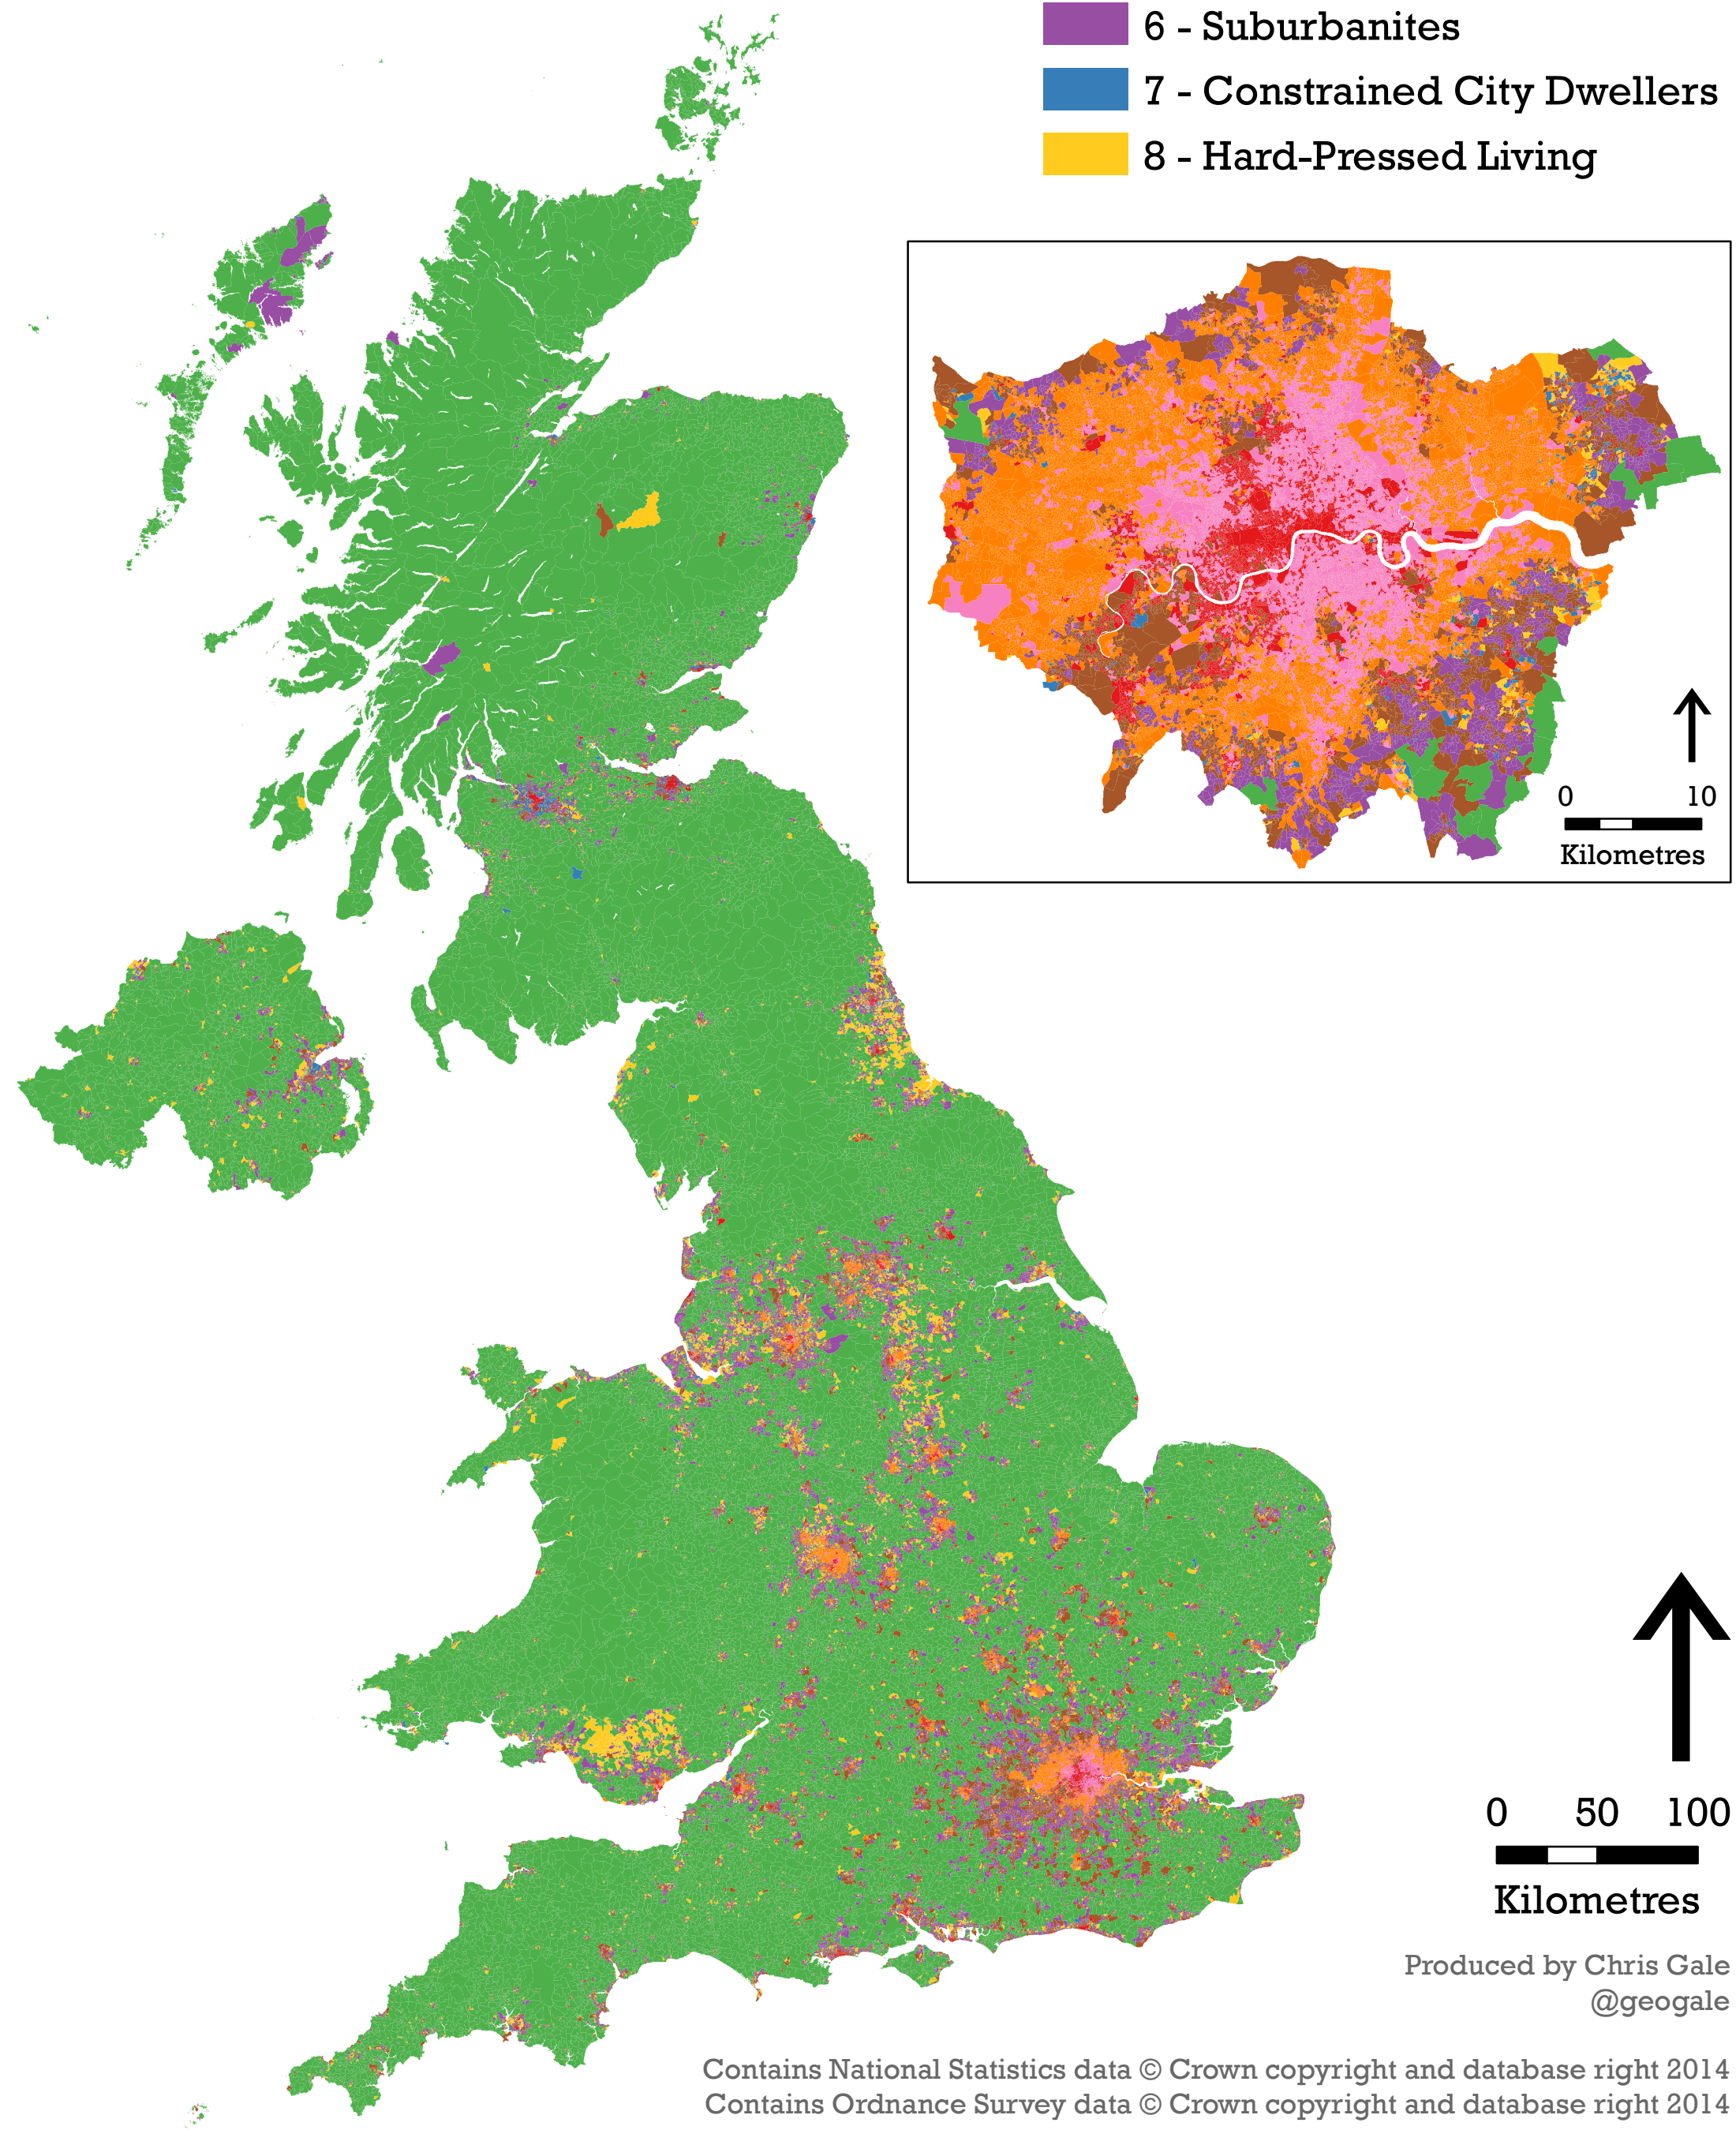 6 - Suburbanites
7 - Constrained City Dwellers
8 - Hard-Pressed Living
0 10
Kilometres
0 50 100
Kilometres
Produced by Chris Gale
@geogale
Contains National Statistics data © Crown copyright and database right 2014
Contains Ordnance Survey data © Crown copyright and database right 2014